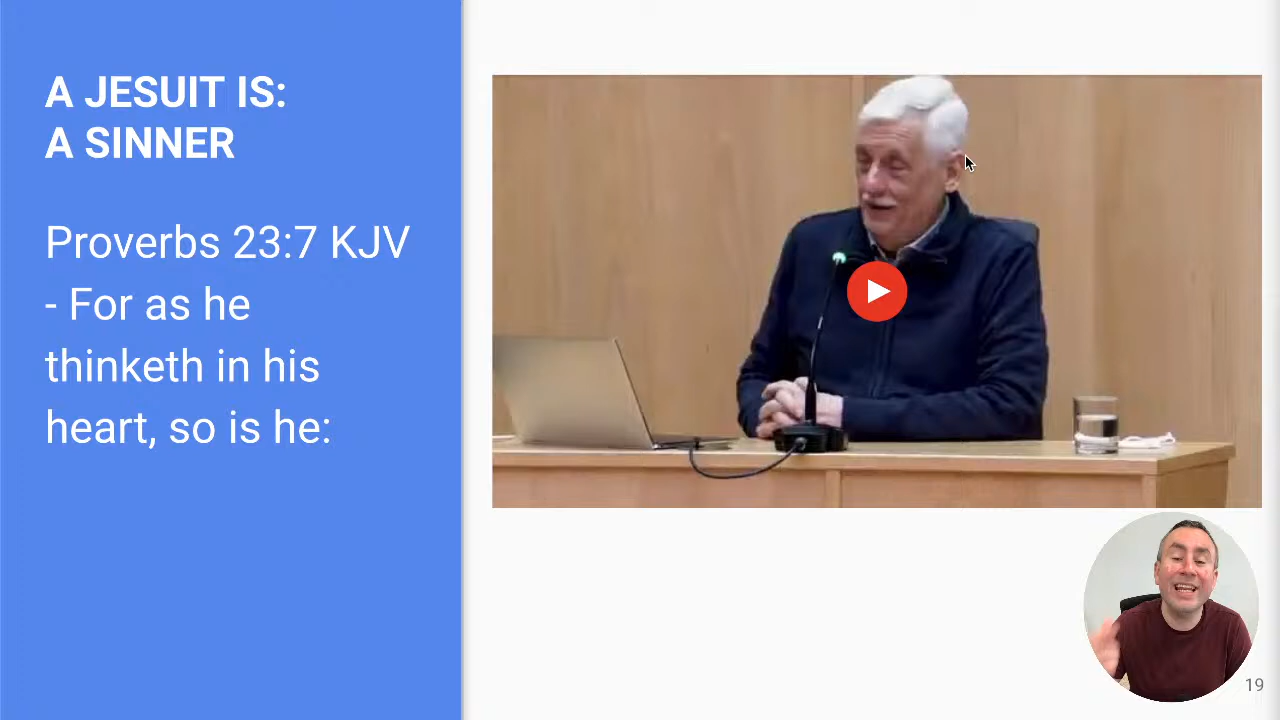 A JESUIT IS:
A SINNER
Proverbs 23:7 KJV
- For as he
thinketh in his
heart, so is he:
19